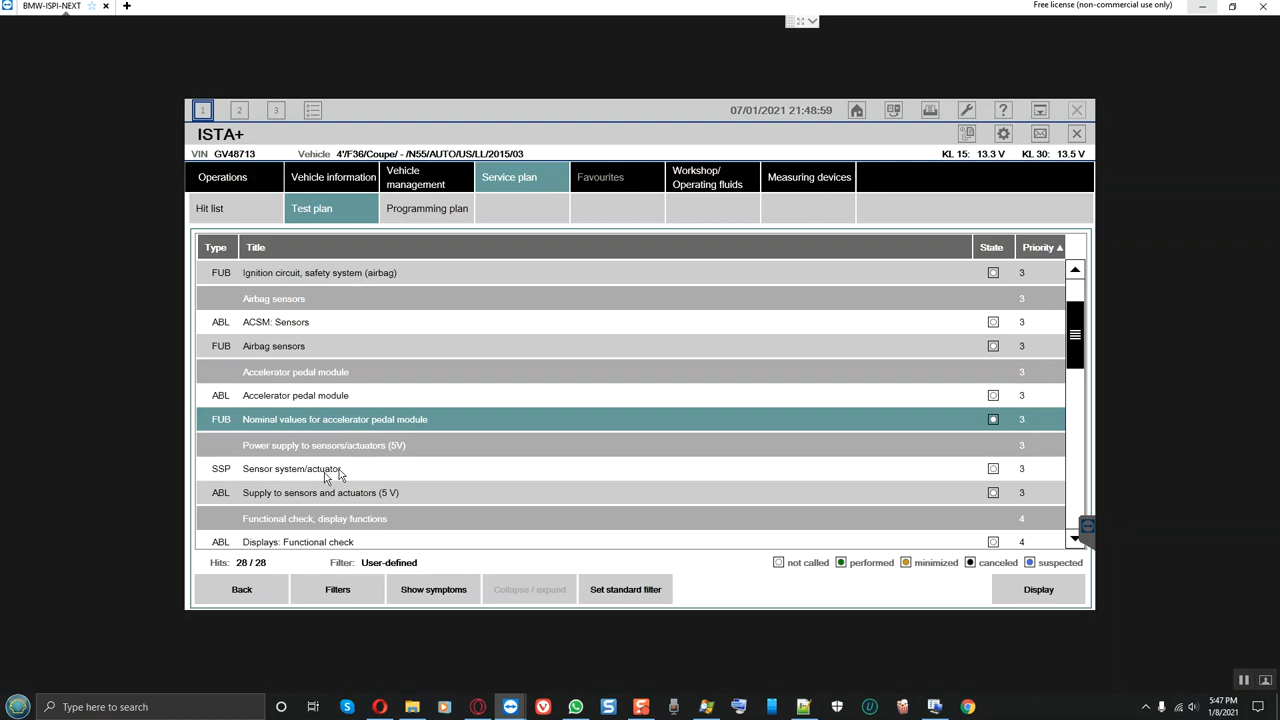 BMW-ISPI-NEXT
Free license (non-commercial use only)
1 2 3
07/01/2021 21:48:59
ISTA+
VIN GV48713 Vehicle 4'/F36/Coupe/ - /N55/AUTO/US/LL/2015/03 KL 15: 13.3 V KL 30: 13.5 V
Operations Vehicle information Vehicle management Service plan Favourites Workshop/ Operating fluids Measuring devices
Hit list Test plan Programming plan
Type Title State Priority
FUB Ignition circuit, safety system (airbag) 3
Airbag sensors 3
ABL ACSM: Sensors 3
FUB Airbag sensors 3
Accelerator pedal module 3
ABL Accelerator pedal module 3
FUB Nominal values for accelerator pedal module 3
Power supply to sensors/actuators (5V) 3
SSP Sensor system/actuator 3
ABL Supply to sensors and actuators (5 V) 3
Functional check, display functions 4
ABL Displays: Functional check 4
Hits: 28 / 28 Filter: User-defined not called performed minimized canceled suspected
Back Filters Show symptoms Collapse / expand Set standard filter Display
Type here to search
5:47 PM
1/8/2021